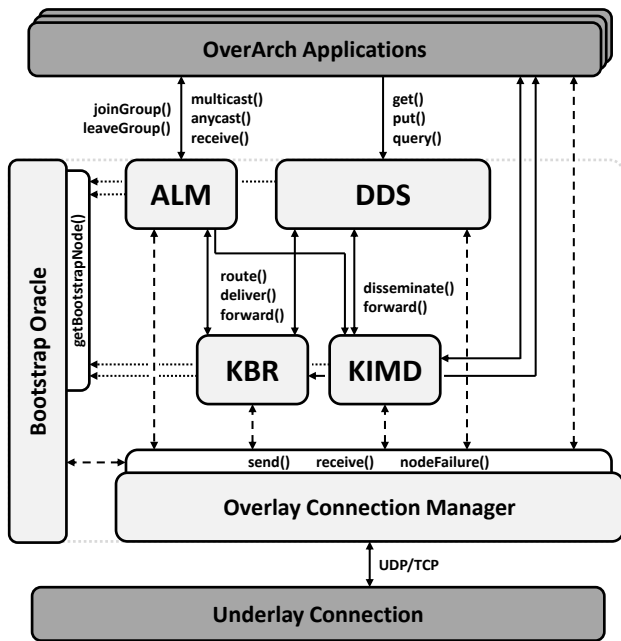 OverArch Applications
joinGroup()
leaveGroup()
multicast()
anycast()
receive()
get()
put()
query()
Bootstrap Oracle
getBootstrapNode()
ALM
DDS
route()
deliver()
forward()
disseminate()
forward()
KBR
KIMD
send() receive() nodeFailure()
Overlay Connection Manager
UDP/TCP
Underlay Connection